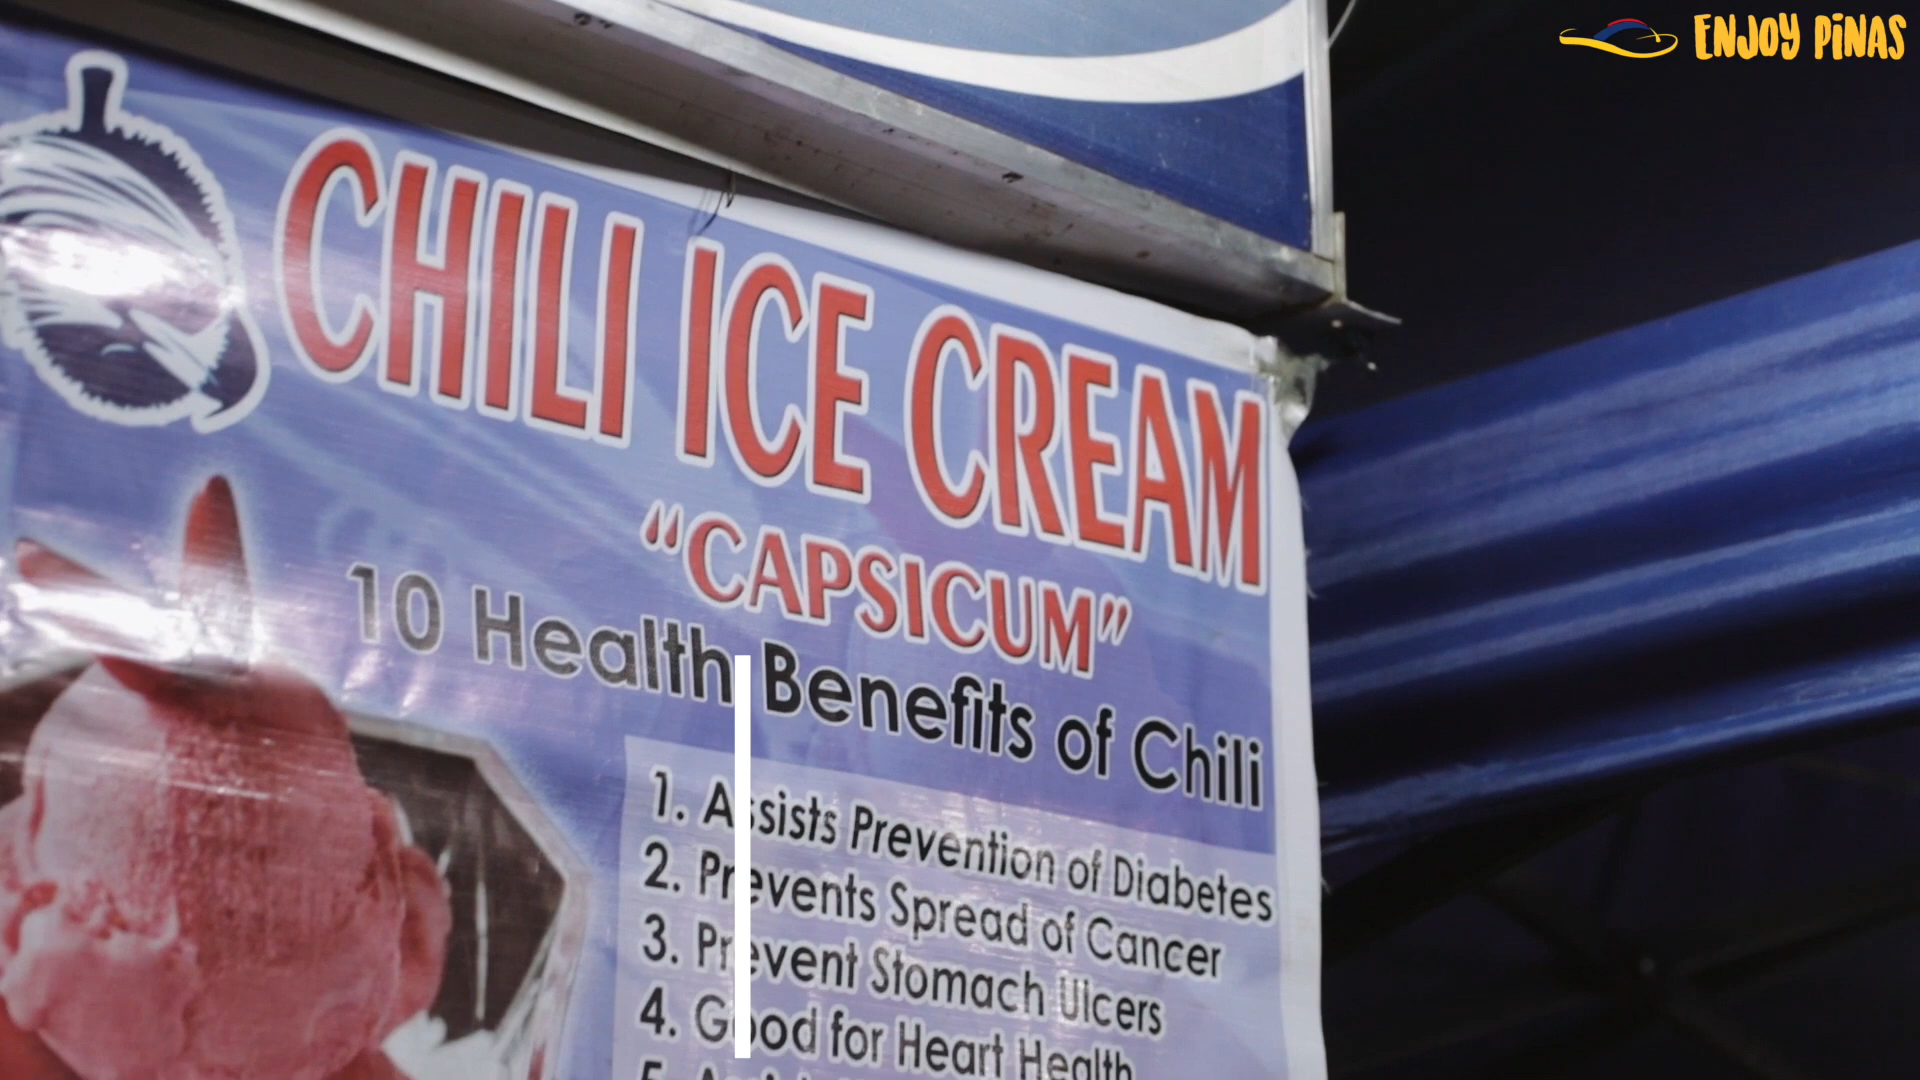 ENJOY PiNAS
CHILI ICE CREAM
“CAPSICUM”
10 Health Benefits of Chili
1. Assists Prevention of Diabetes
2. Prevents Spread of Cancer
3. Prevent Stomach Ulcers
4. Good for Heart Health
5.